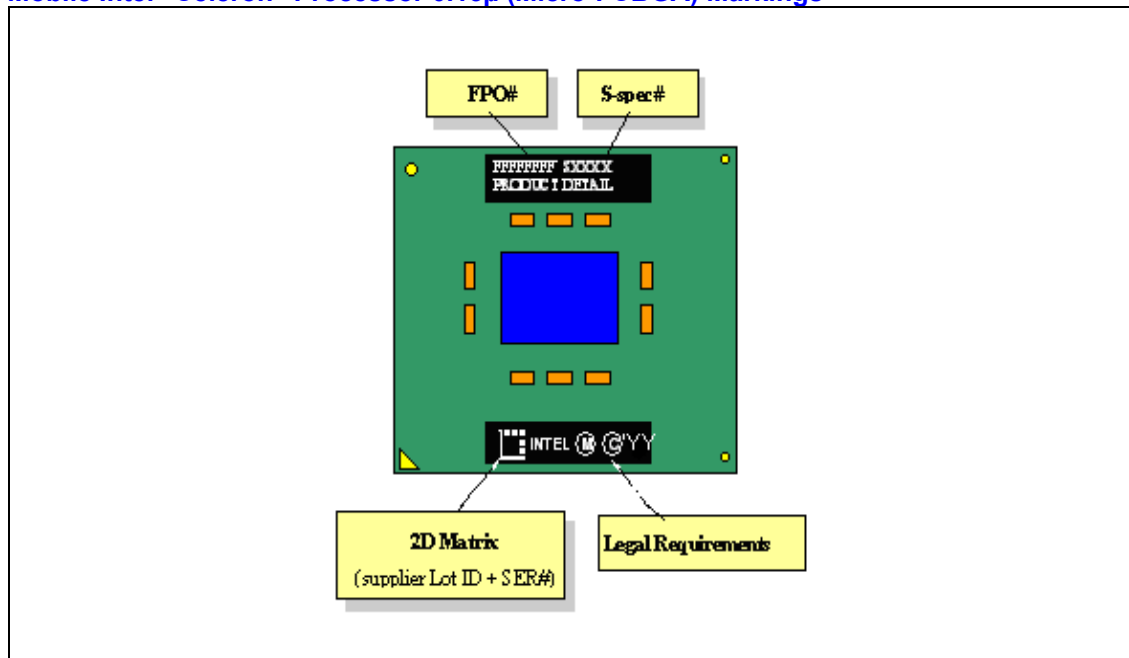 FPO#
S-spec#
FFFFFFFF SXXXX
PRODUCT DETAIL
INTEL Ⓜ ©'YY
2D Matrix
(supplier Lot ID + SER#)
Legal Requirements